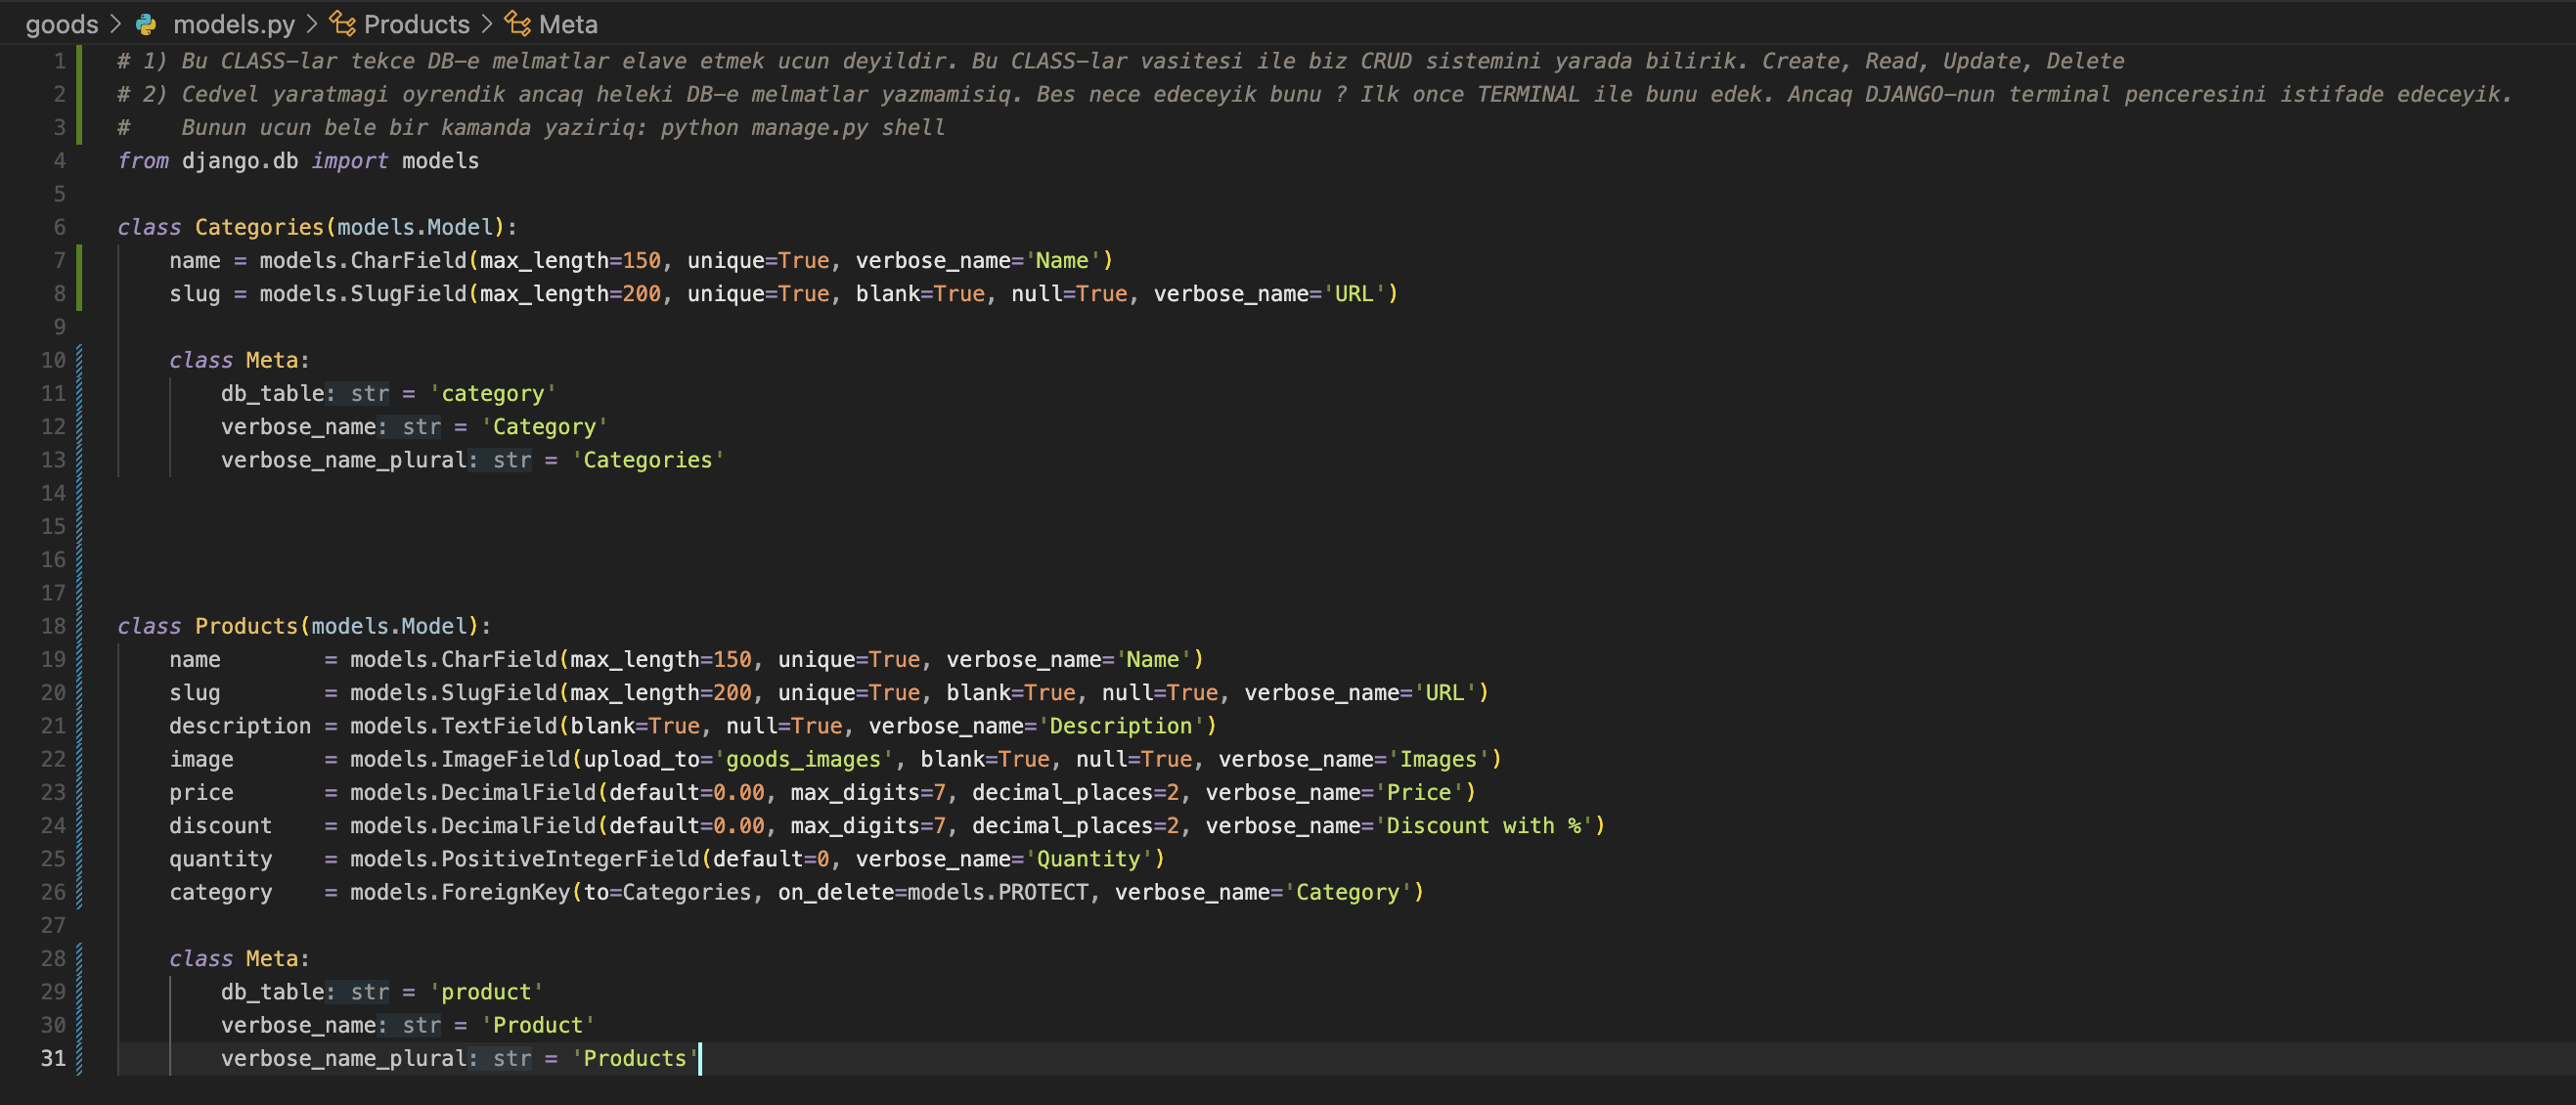 goods > models.py > Products > Meta
1 # 1) Bu CLASS-lar tekce DB-e melmatlar elave etmek ucun deyildir. Bu CLASS-lar vasitesi ile biz CRUD sistemini yarada bilirik. Create, Read, Update, Delete
2 # 2) Cedvel yaratmagi oyrendik ancaq heleki DB-e melmatlar yazmamisiq. Bes nece edeceyik bunu ? Ilk once TERMINAL ile bunu edek. Ancaq DJANGO-nun terminal penceresini istifade edeceyik.
3 #    Bunun ucun bele bir kamanda yaziriq: python manage.py shell
4 from django.db import models
5
6 class Categories(models.Model):
7     name = models.CharField(max_length=150, unique=True, verbose_name='Name')
8     slug = models.SlugField(max_length=200, unique=True, blank=True, null=True, verbose_name='URL')
9
10     class Meta:
11         db_table: str = 'category'
12         verbose_name: str = 'Category'
13         verbose_name_plural: str = 'Categories'
14
15
16
17
18 class Products(models.Model):
19     name        = models.CharField(max_length=150, unique=True, verbose_name='Name')
20     slug        = models.SlugField(max_length=200, unique=True, blank=True, null=True, verbose_name='URL')
21     description = models.TextField(blank=True, null=True, verbose_name='Description')
22     image       = models.ImageField(upload_to='goods_images', blank=True, null=True, verbose_name='Images')
23     price       = models.DecimalField(default=0.00, max_digits=7, decimal_places=2, verbose_name='Price')
24     discount    = models.DecimalField(default=0.00, max_digits=7, decimal_places=2, verbose_name='Discount with %')
25     quantity    = models.PositiveIntegerField(default=0, verbose_name='Quantity')
26     category    = models.ForeignKey(to=Categories, on_delete=models.PROTECT, verbose_name='Category')
27
28     class Meta:
29         db_table: str = 'product'
30         verbose_name: str = 'Product'
31         verbose_name_plural: str = 'Products'